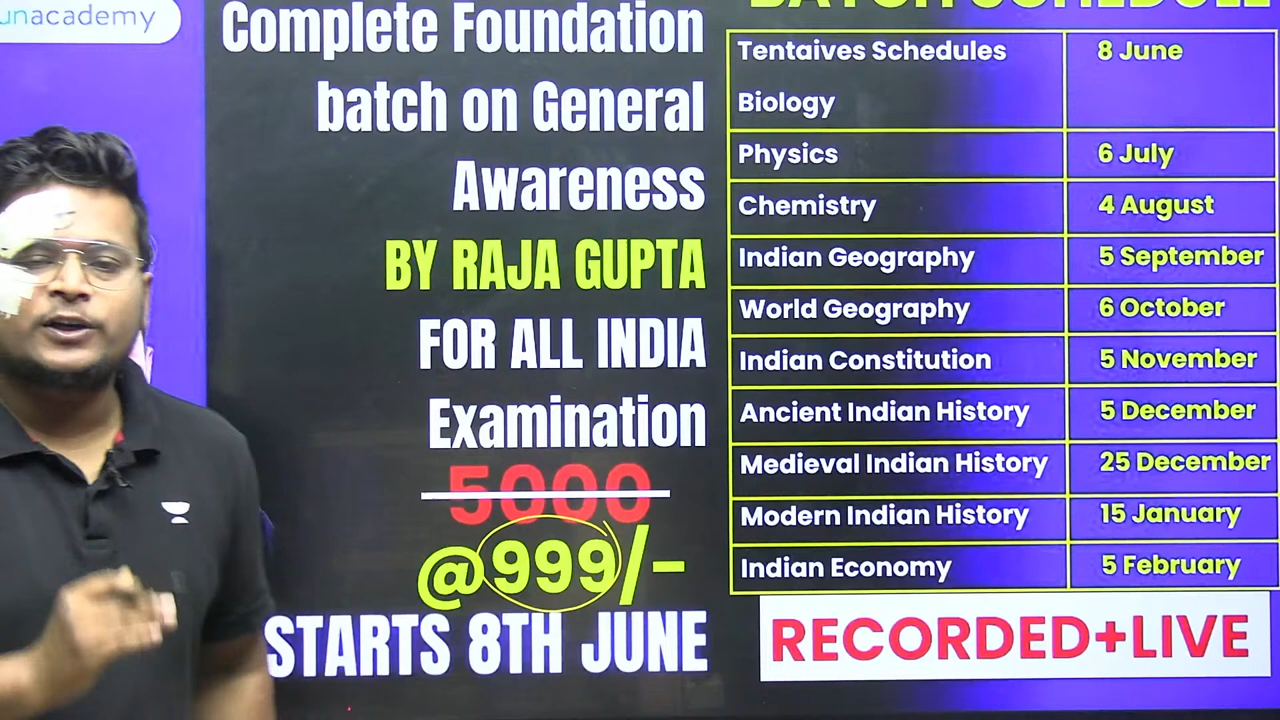 unacademy
Complete Foundation
batch on General
Awareness
BY RAJA GUPTA
FOR ALL INDIA
Examination
5000
@999/-
STARTS 8TH JUNE
BATCH SCHEDULE
Tentaives Schedules 8 June
Biology
Physics 6 July
Chemistry 4 August
Indian Geography 5 September
World Geography 6 October
Indian Constitution 5 November
Ancient Indian History 5 December
Medieval Indian History 25 December
Modern Indian History 15 January
Indian Economy 5 February
RECORDED+LIVE